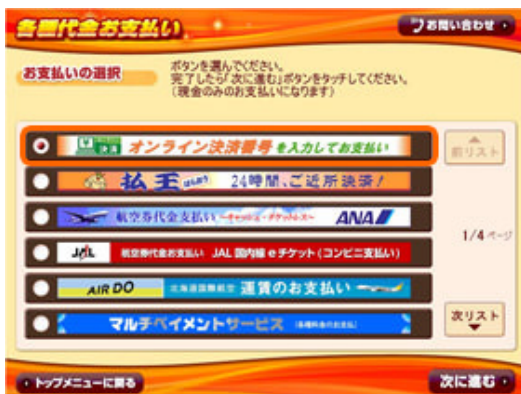 各種代金お支払い
お問い合わせ
お支払いの選択
ボタンを選んでください。
完了したら「次に進む」ボタンをタッチしてください。
(現金のみのお支払いになります)
決済 オンライン決済番号を入力してお支払い
払王 はらおう 24時間、ご近所決済!
航空券代金支払い ANA
JAL 航空券代金お支払い JAL 国内線 eチケット(コンビニ支払い)
AIR DO 北海道国際航空 運賃のお支払い
マルチペイメントサービス
前リスト
1/4 ページ
次リスト
トップメニューに戻る
次に進む